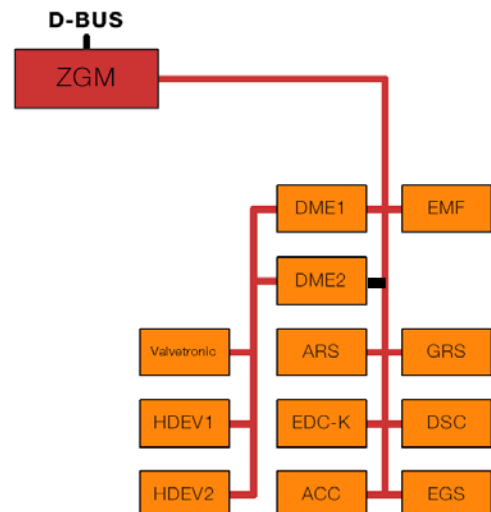 D-BUS
ZGM
DME1 EMF
DME2
Valvetronic ARS GRS
HDEV1 EDC-K DSC
HDEV2 ACC EGS